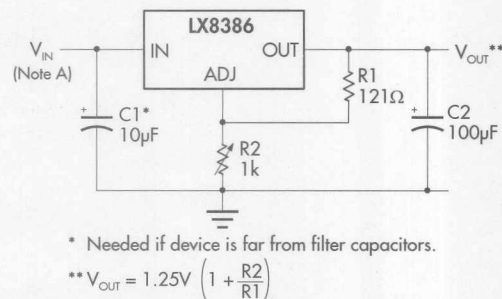 LX8386
V_IN
(Note A)
IN
OUT
ADJ
V_OUT**
R1
121Ω
C1*
10µF
R2
1k
C2
100µF
* Needed if device is far from filter capacitors.
** V_OUT = 1.25V (1 + R2/R1)